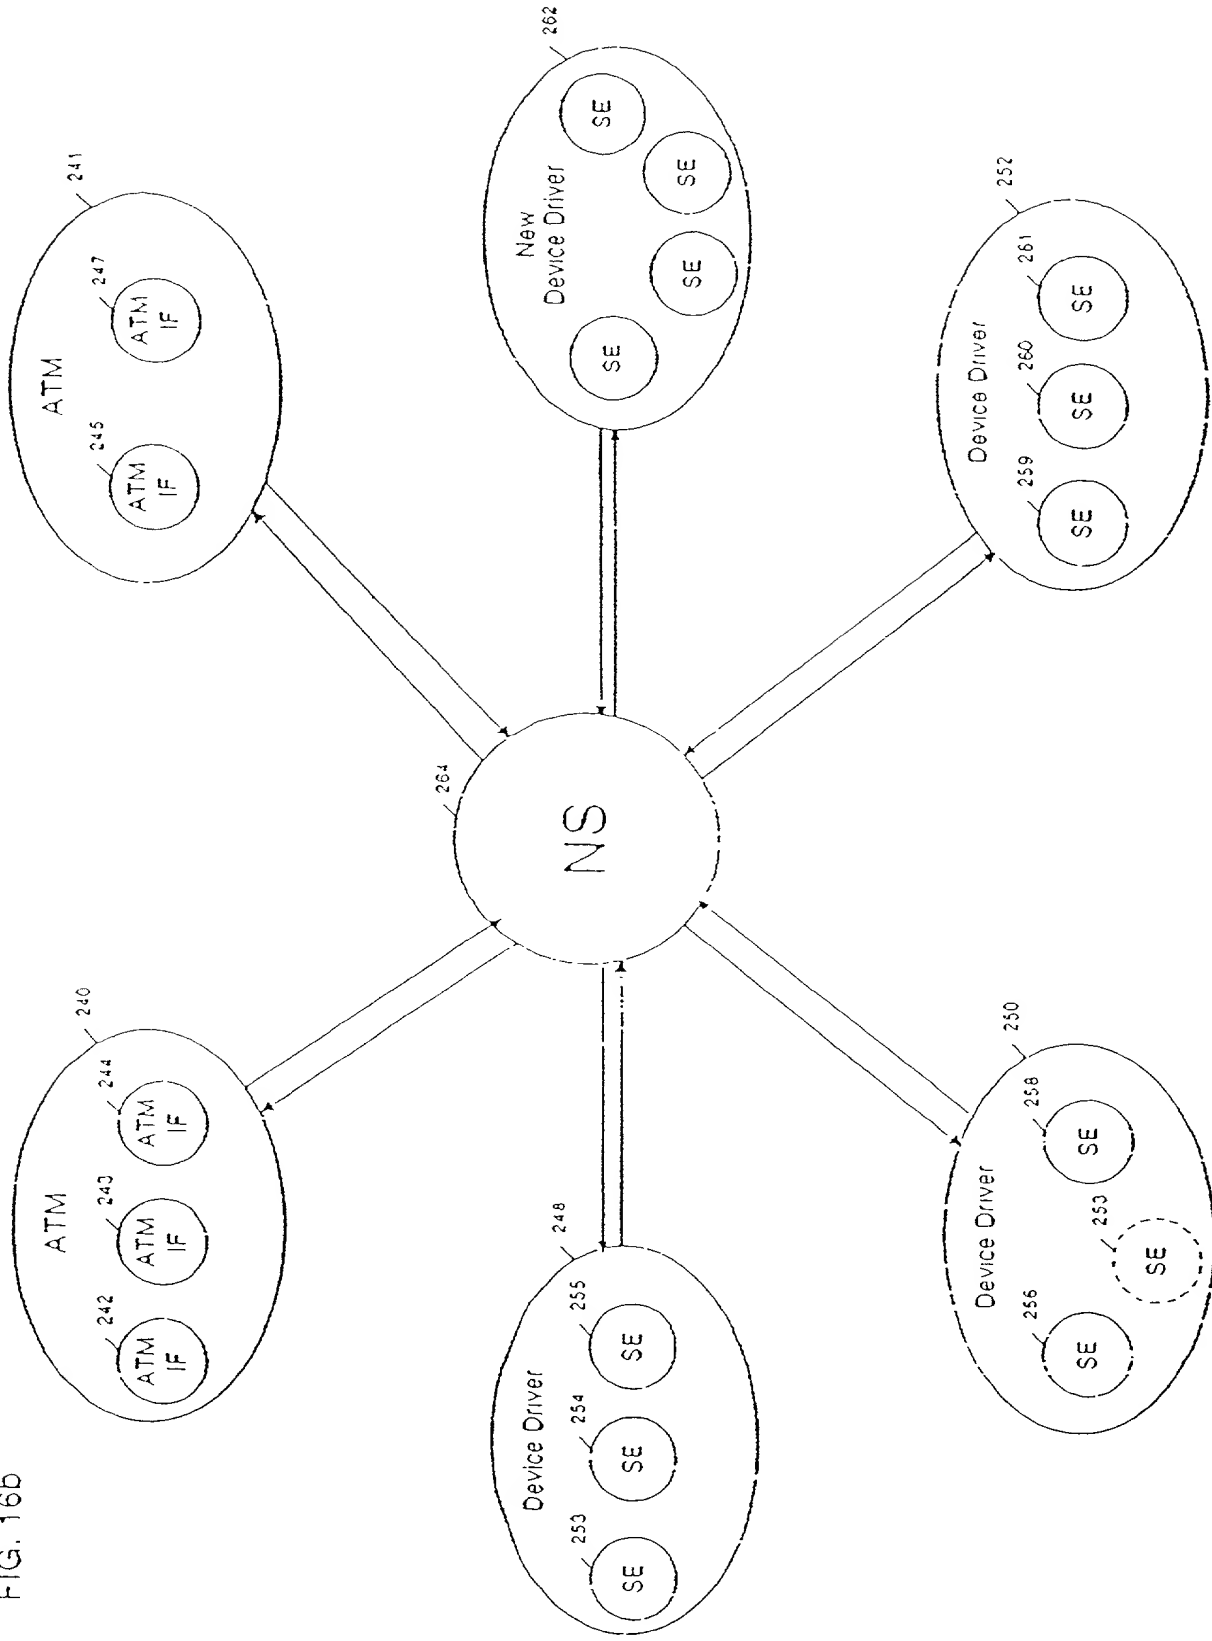 FIG. 16b
240
ATM
242
ATM
IF
243
ATM
IF
244
ATM
IF
241
ATM
245
ATM
IF
247
ATM
IF
248
Device Driver
253
SE
254
SE
255
SE
264
NS
262
New
Device Driver
SE
SE
SE
SE
250
Device Driver
256
SE
253
SE
258
SE
252
Device Driver
259
SE
260
SE
261
SE